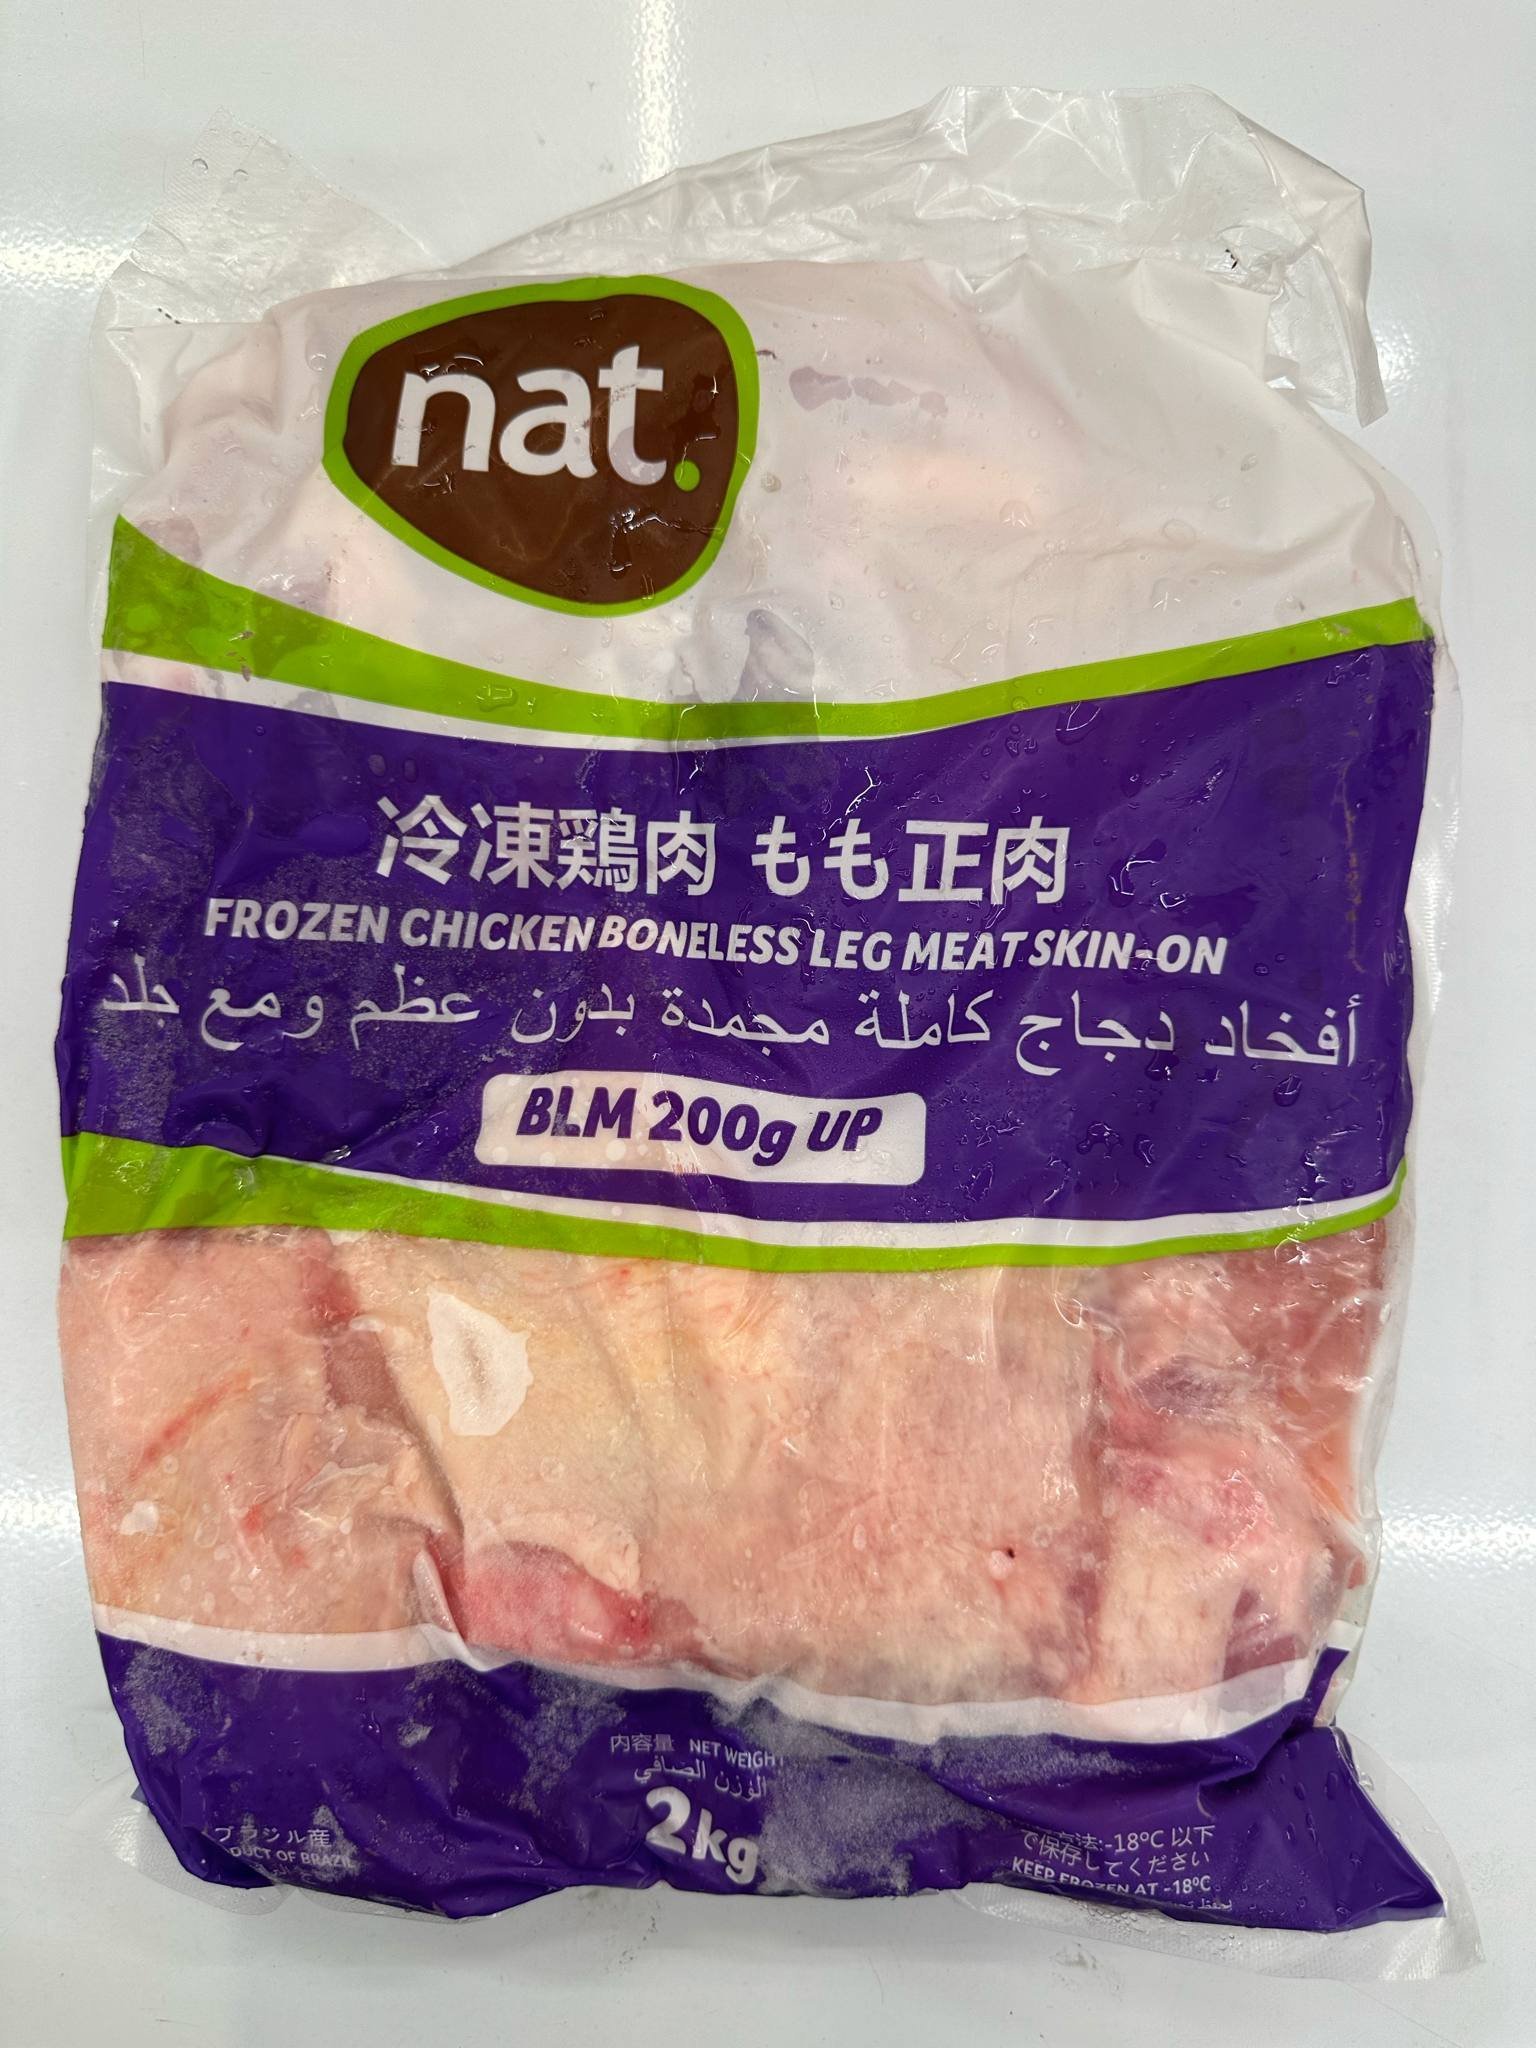 nat.
冷凍鶏肉 もも正肉
FROZEN CHICKEN BONELESS LEG MEAT SKIN-ON
أفخاد دجاج كاملة مجمدة بدون عظم ومع جلد
BLM 200g UP
内容量 NET WEIGHT
الوزن الصافي
2kg
ブラジル産
DUCT OF BRAZIL
法:-18°C 以下
で保存してください
KEEP FROZEN AT -18°C